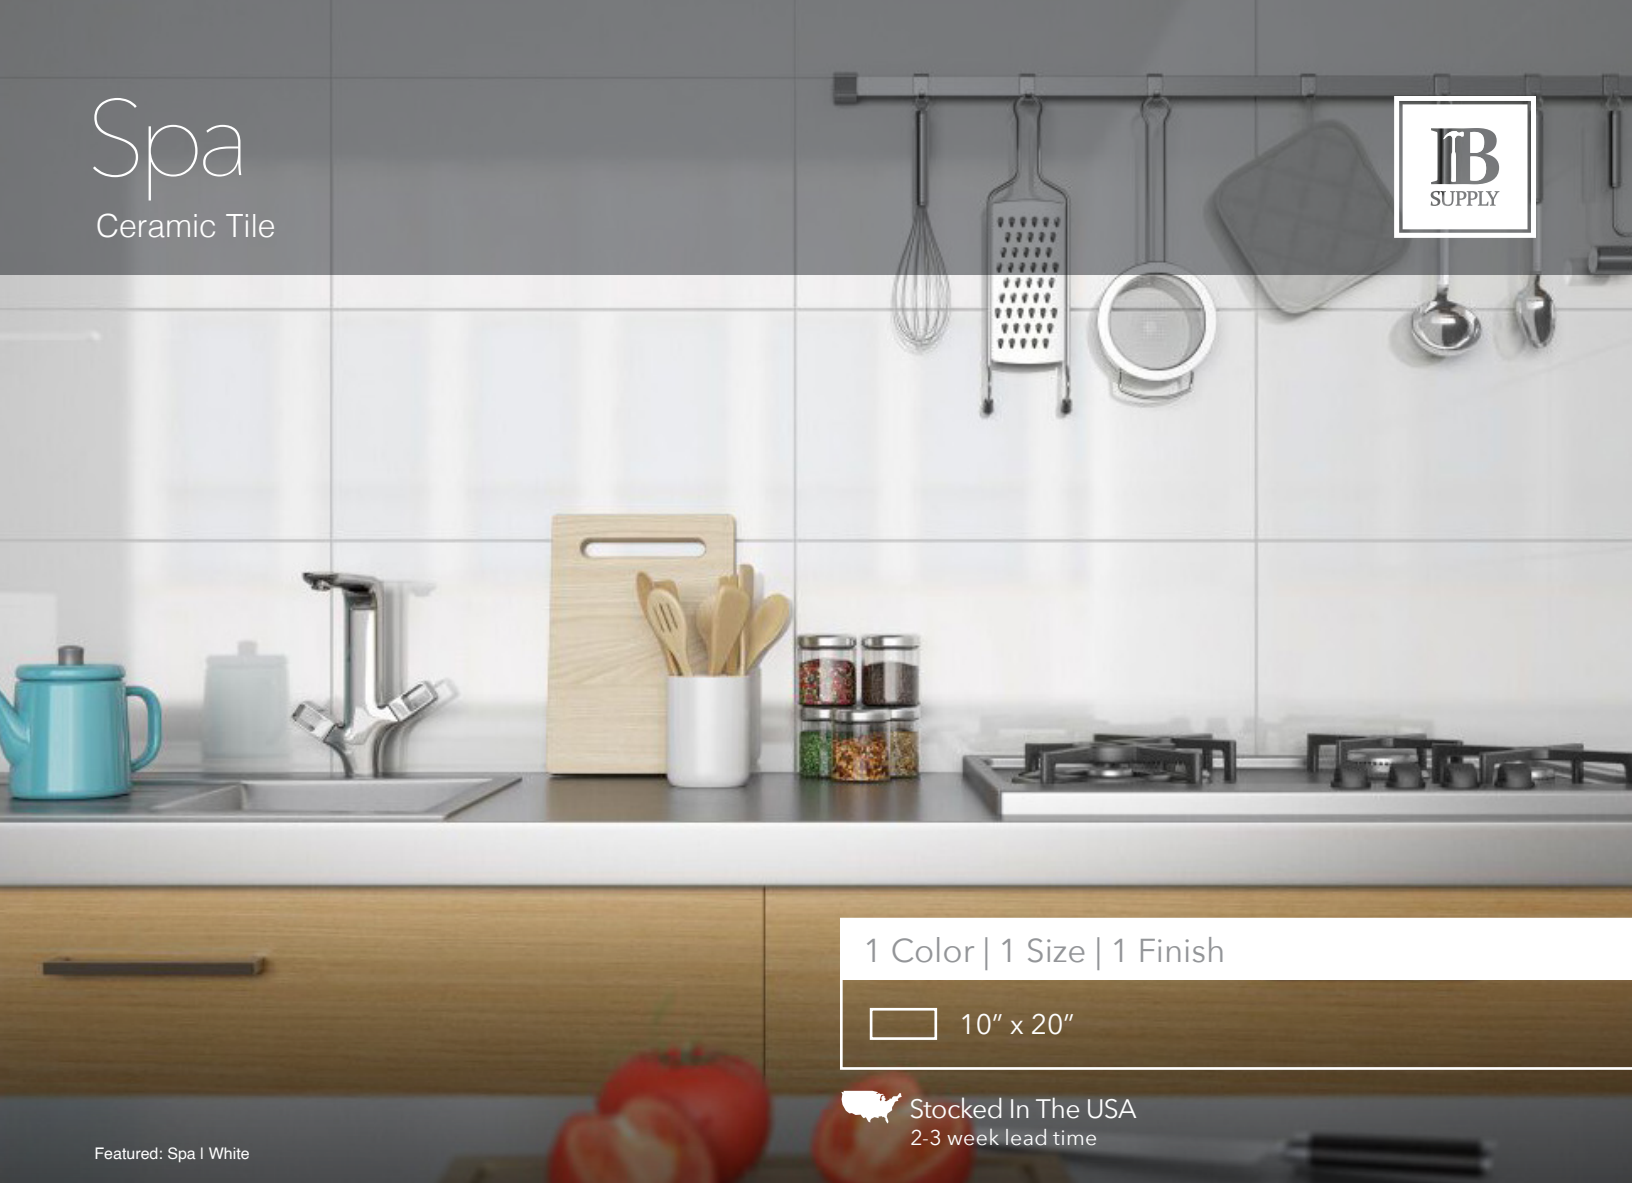 Spa
Ceramic Tile
IrB
SUPPLY
1 Color | 1 Size | 1 Finish
10” x 20”
Stocked In The USA
2-3 week lead time
Featured: Spa | White